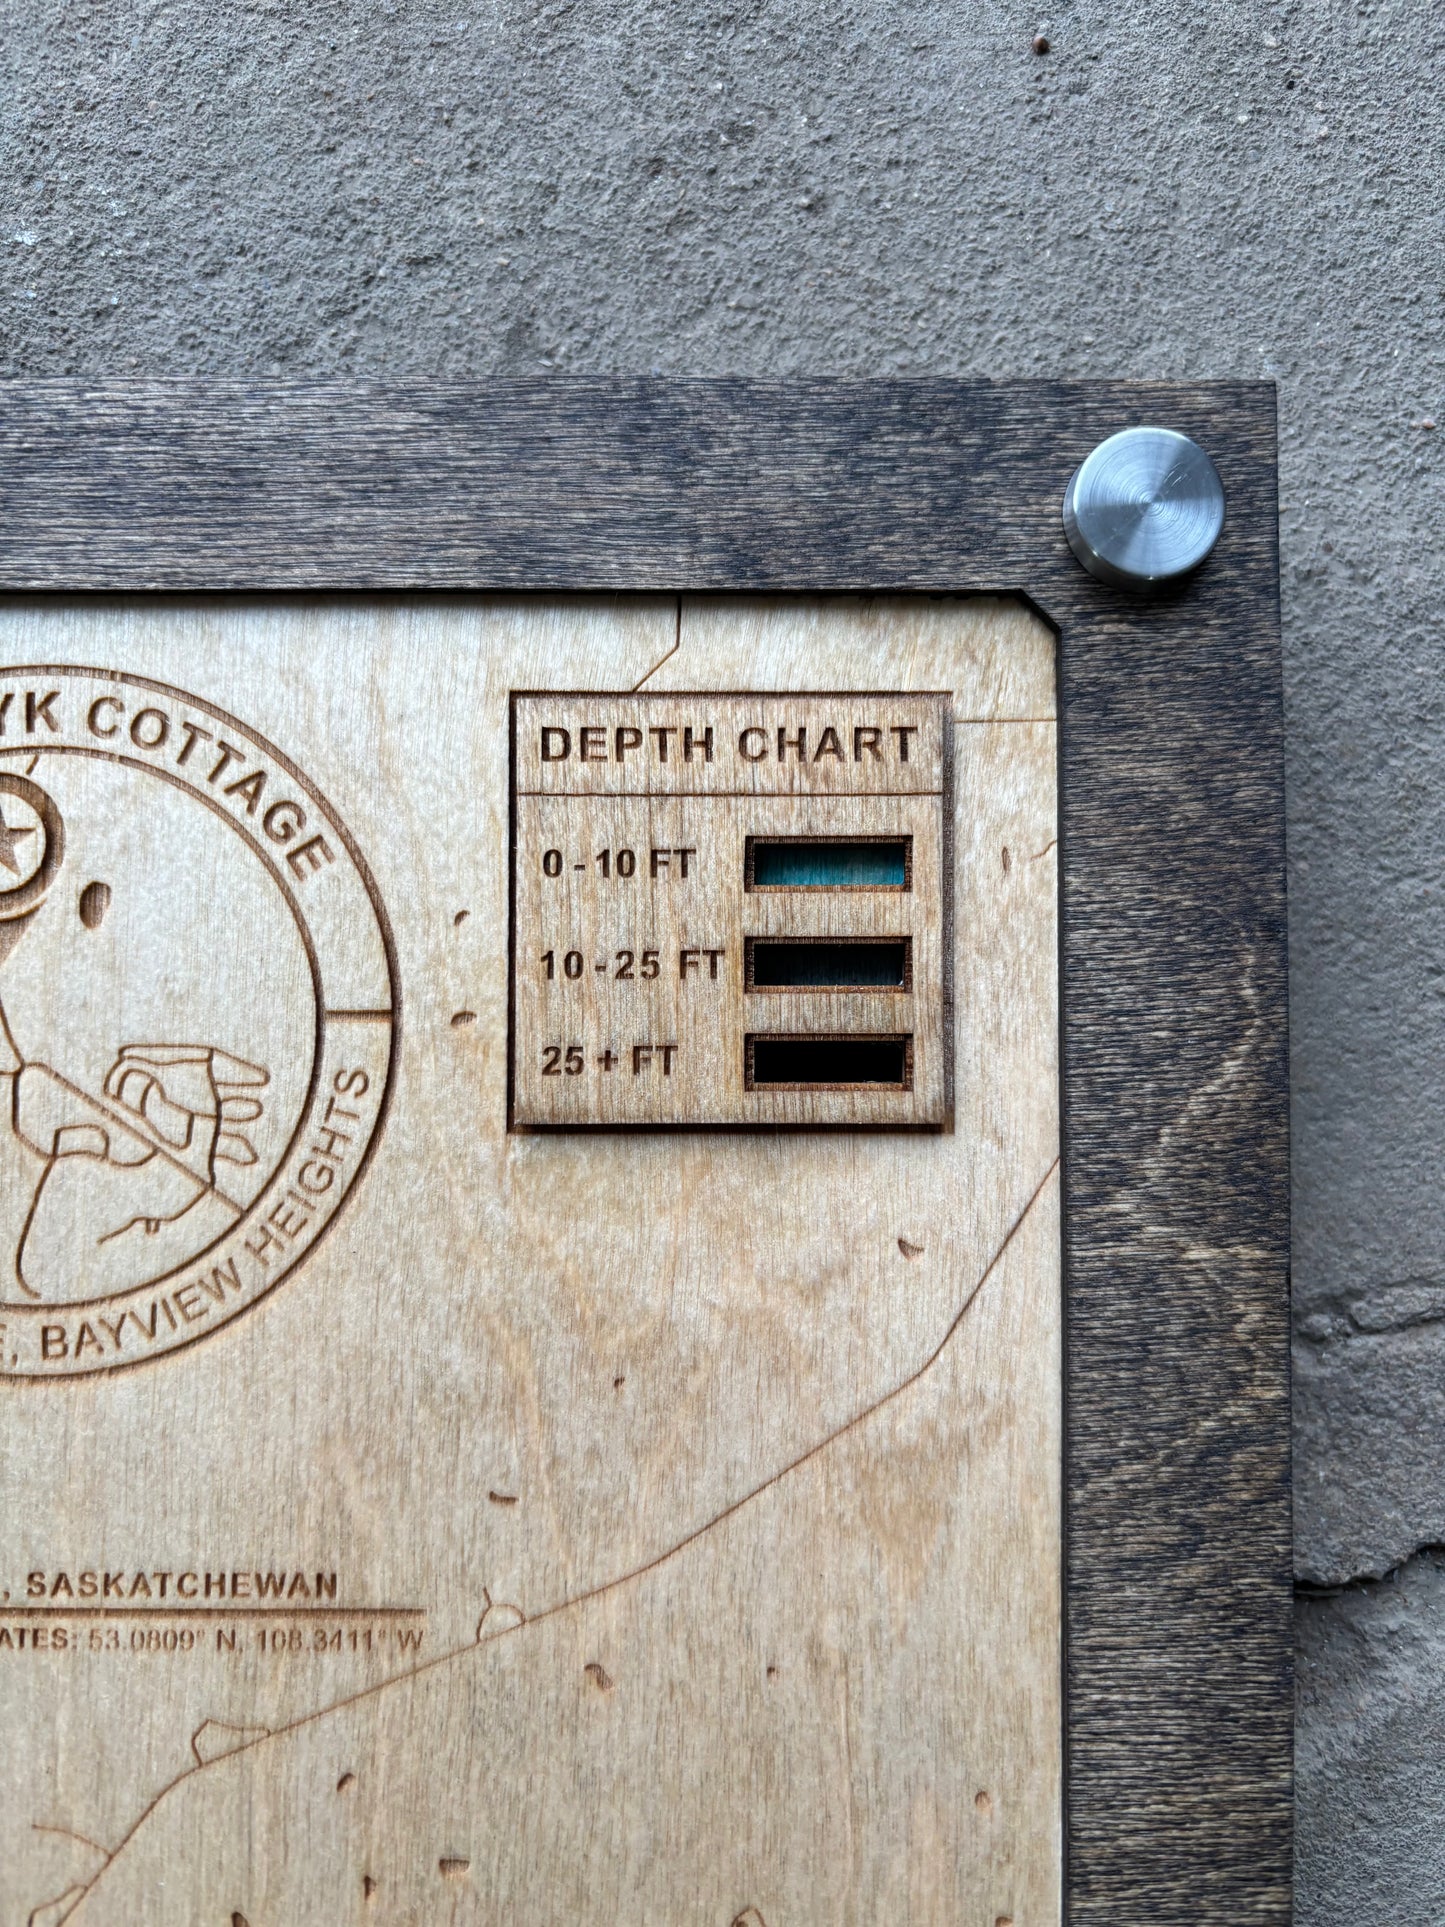 YK COTTAGE
E, BAYVIEW HEIGHTS
DEPTH CHART
0 - 10 FT
10 - 25 FT
25 + FT
, SASKATCHEWAN
ATES: 53.0809° N, 108.3411° W